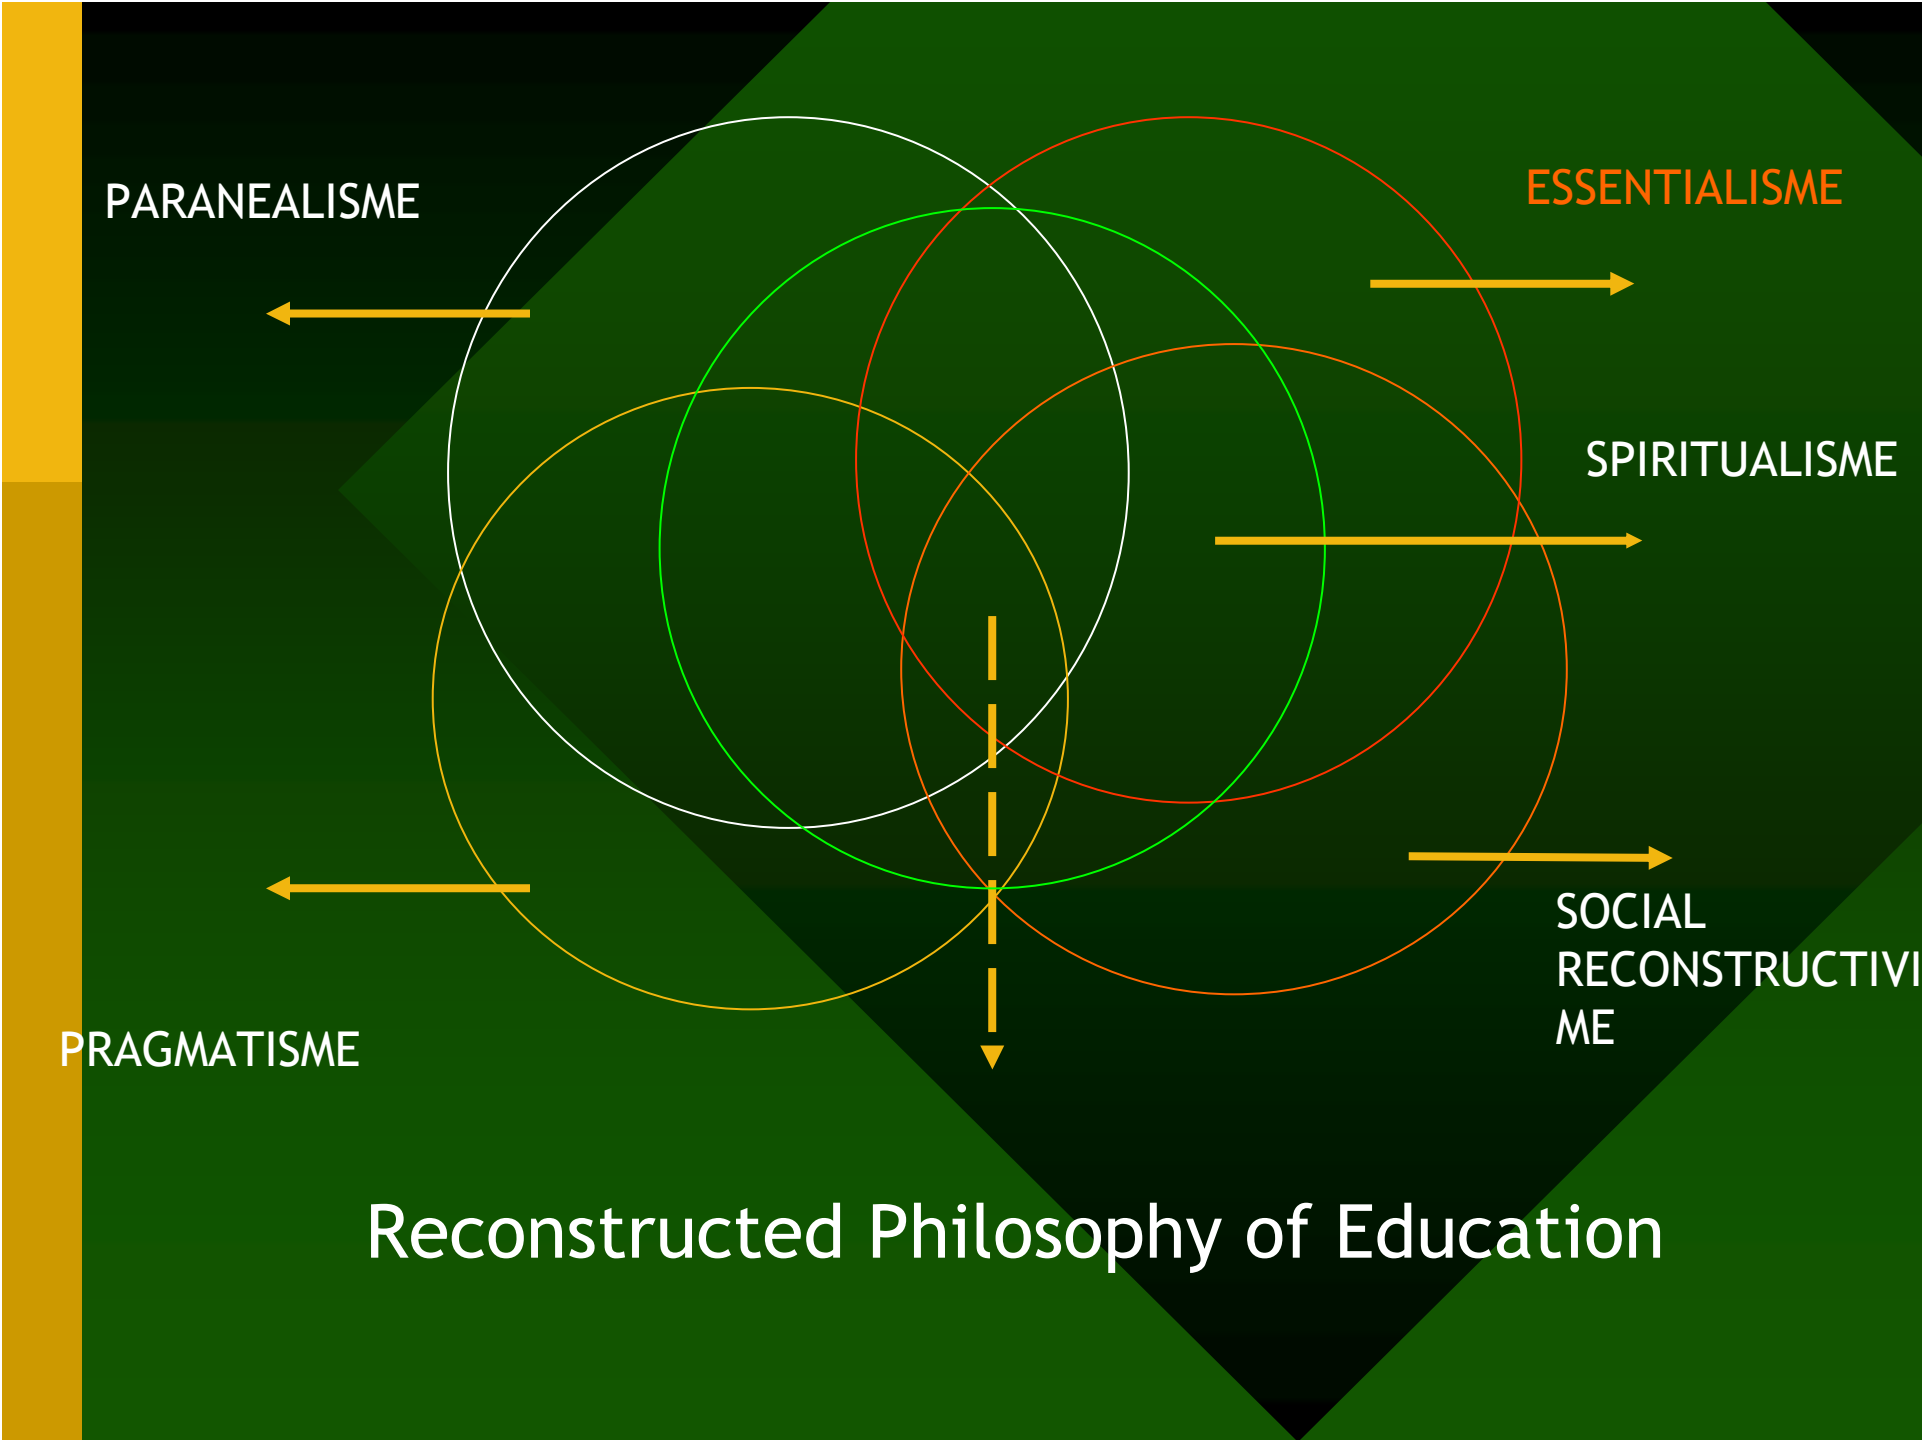 PARANEALISME
ESSENTIALISME
SPIRITUALISME
SOCIAL
RECONSTRUCTIVI
ME
PRAGMATISME
Reconstructed Philosophy of Education